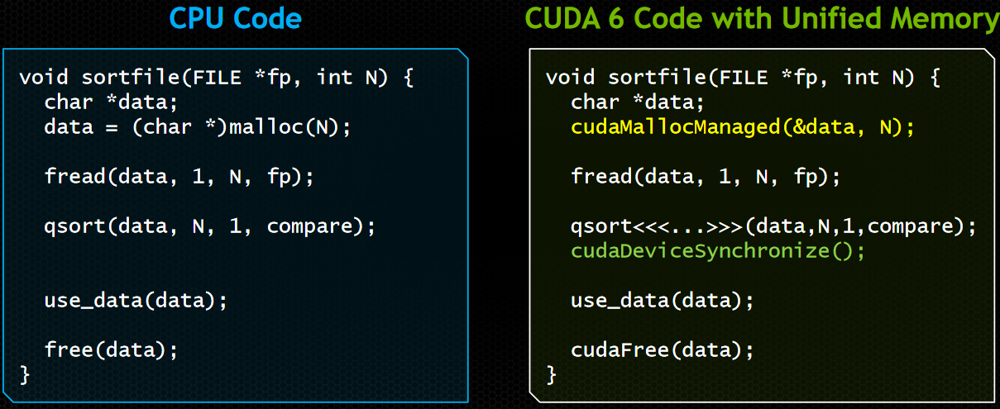 CPU Code
void sortfile(FILE *fp, int N) {
char *data;
data = (char *)malloc(N);
fread(data, 1, N, fp);
qsort(data, N, 1, compare);
use_data(data);
free(data);
}
CUDA 6 Code with Unified Memory
void sortfile(FILE *fp, int N) {
char *data;
cudaMallocManaged(&data, N);
fread(data, 1, N, fp);
qsort<<<...>>>(data,N,1,compare);
cudaDeviceSynchronize();
use_data(data);
cudaFree(data);
}